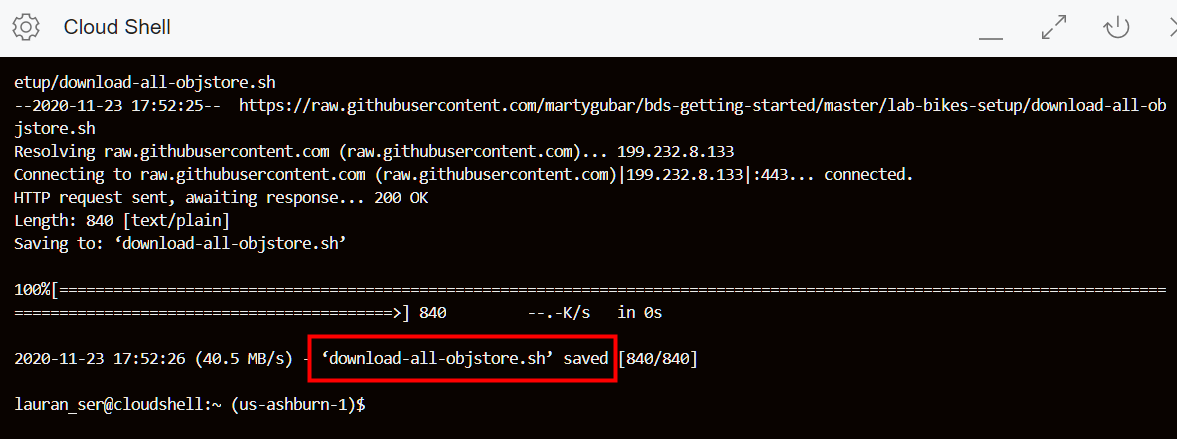 Cloud Shell
etup/download-all-objstore.sh
--2020-11-23 17:52:25--  https://raw.githubusercontent.com/martygubar/bds-getting-started/master/lab-bikes-setup/download-all-ob
jstore.sh
Resolving raw.githubusercontent.com (raw.githubusercontent.com)... 199.232.8.133
Connecting to raw.githubusercontent.com (raw.githubusercontent.com)|199.232.8.133|:443... connected.
HTTP request sent, awaiting response... 200 OK
Length: 840 [text/plain]
Saving to: ‘download-all-objstore.sh’
100%[===========================================================================================================================
==========================================>] 840         --.-K/s   in 0s
2020-11-23 17:52:26 (40.5 MB/s) - ‘download-all-objstore.sh’ saved [840/840]
lauran_ser@cloudshell:~ (us-ashburn-1)$